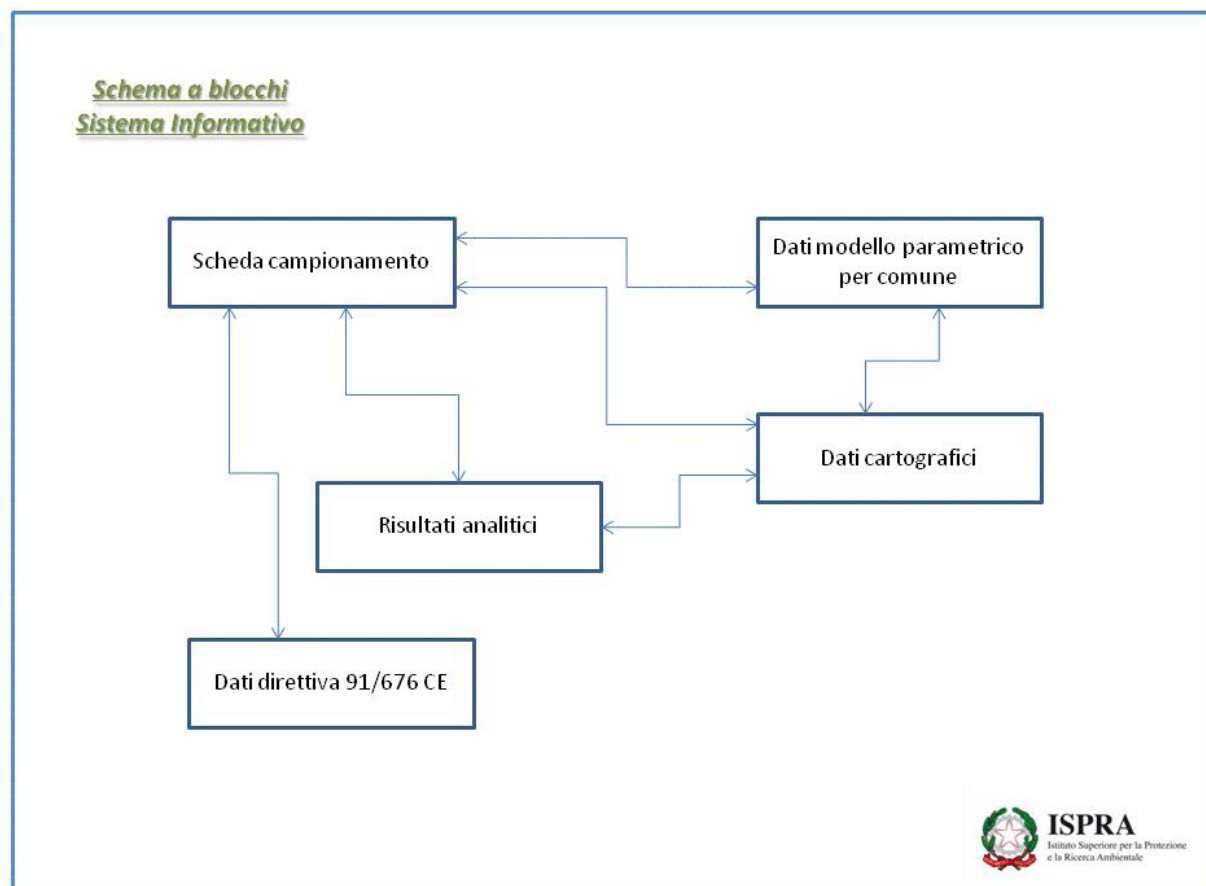 Schema a blocchi
Sistema Informativo
Scheda campionamento
Dati modello parametrico
per comune
Dati cartografici
Risultati analitici
Dati direttiva 91/676 CE
ISPRA
Istituto Superiore per la Protezione
e la Ricerca Ambientale